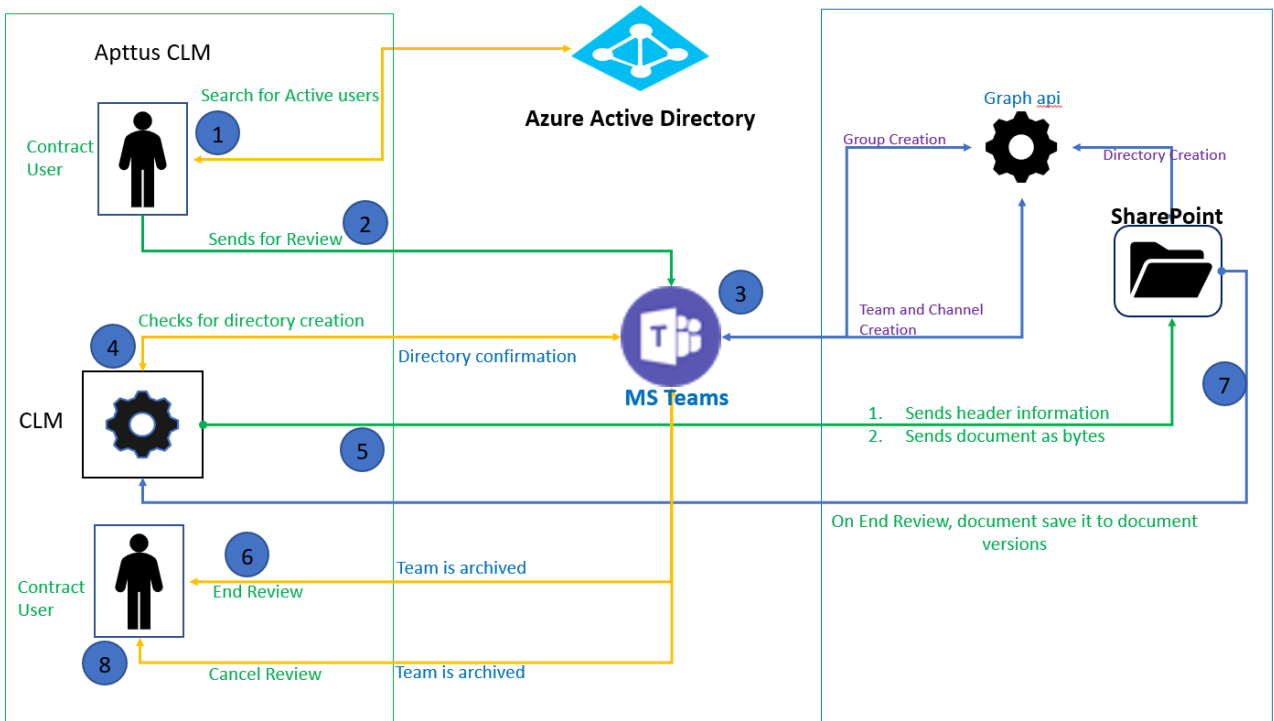 Apttus CLM
Search for Active users
1
Contract
User
Azure Active Directory
Graph api
Group Creation
Directory Creation
SharePoint
2
Sends for Review
3
Team and Channel
Creation
Checks for directory creation
4
Directory confirmation
MS Teams
7
CLM
1. Sends header information
2. Sends document as bytes
5
On End Review, document save it to document
versions
6
Team is archived
End Review
Contract
User
8
Cancel Review
Team is archived
T